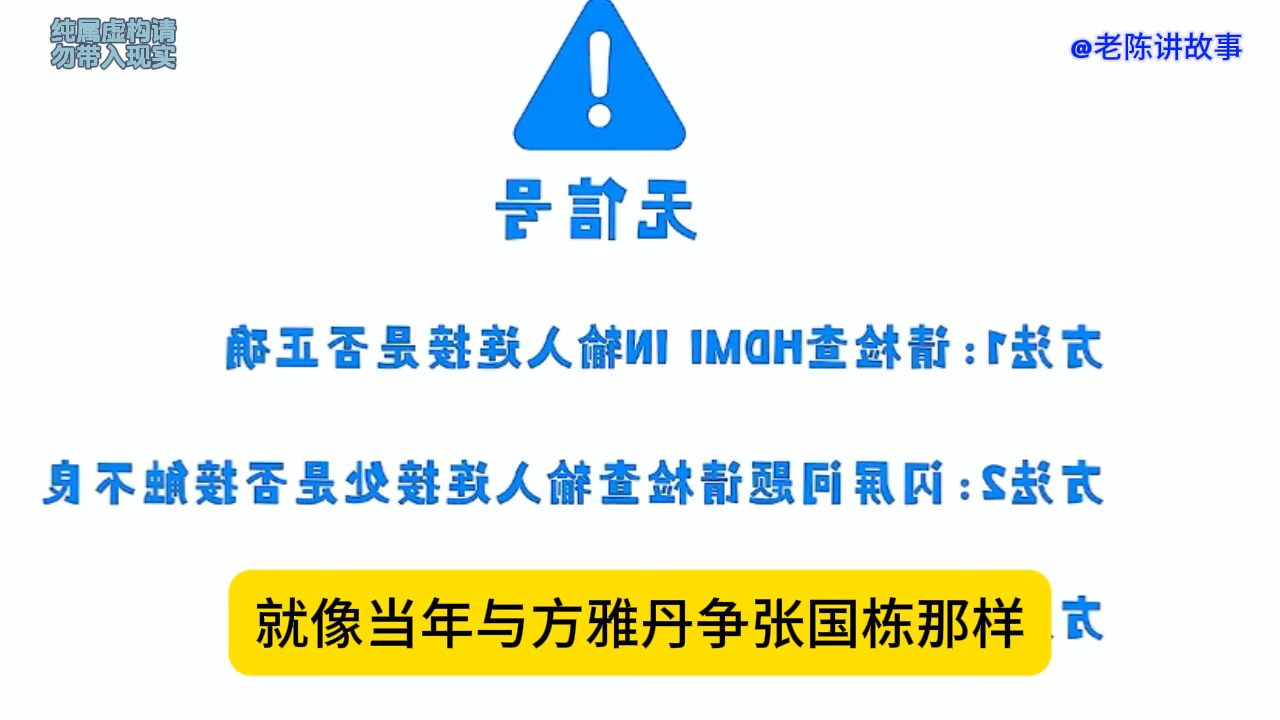 纯属虚构请
勿带入现实
@老陈讲故事
无信号
方法1:请检查HDMI IN输人连接是否正确
方法2:闪屏问题请检查输人连接处是否接触不良
方
就像当年与方雅丹争张国栋那样